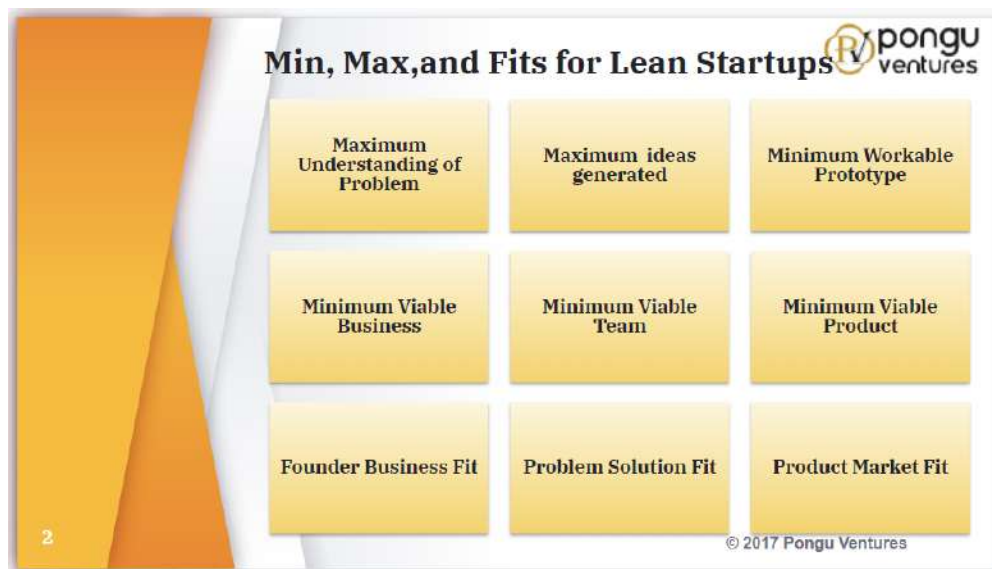 Min, Max,and Fits for Lean Startups
PV pongu
ventures
Maximum
Understanding of
Problem
Maximum ideas
generated
Minimum Workable
Prototype
Minimum Viable
Business
Minimum Viable
Team
Minimum Viable
Product
Founder Business Fit
Problem Solution Fit
Product Market Fit
2
© 2017 Pongu Ventures